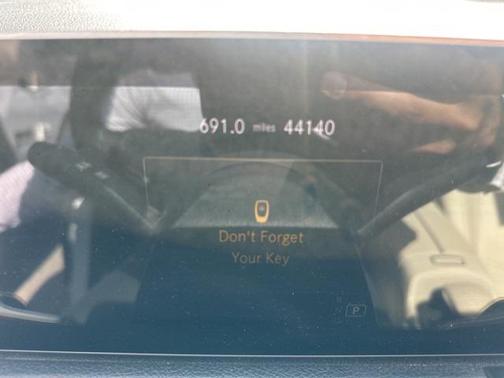 691.0 miles 44140
Don't Forget
Your Key
P